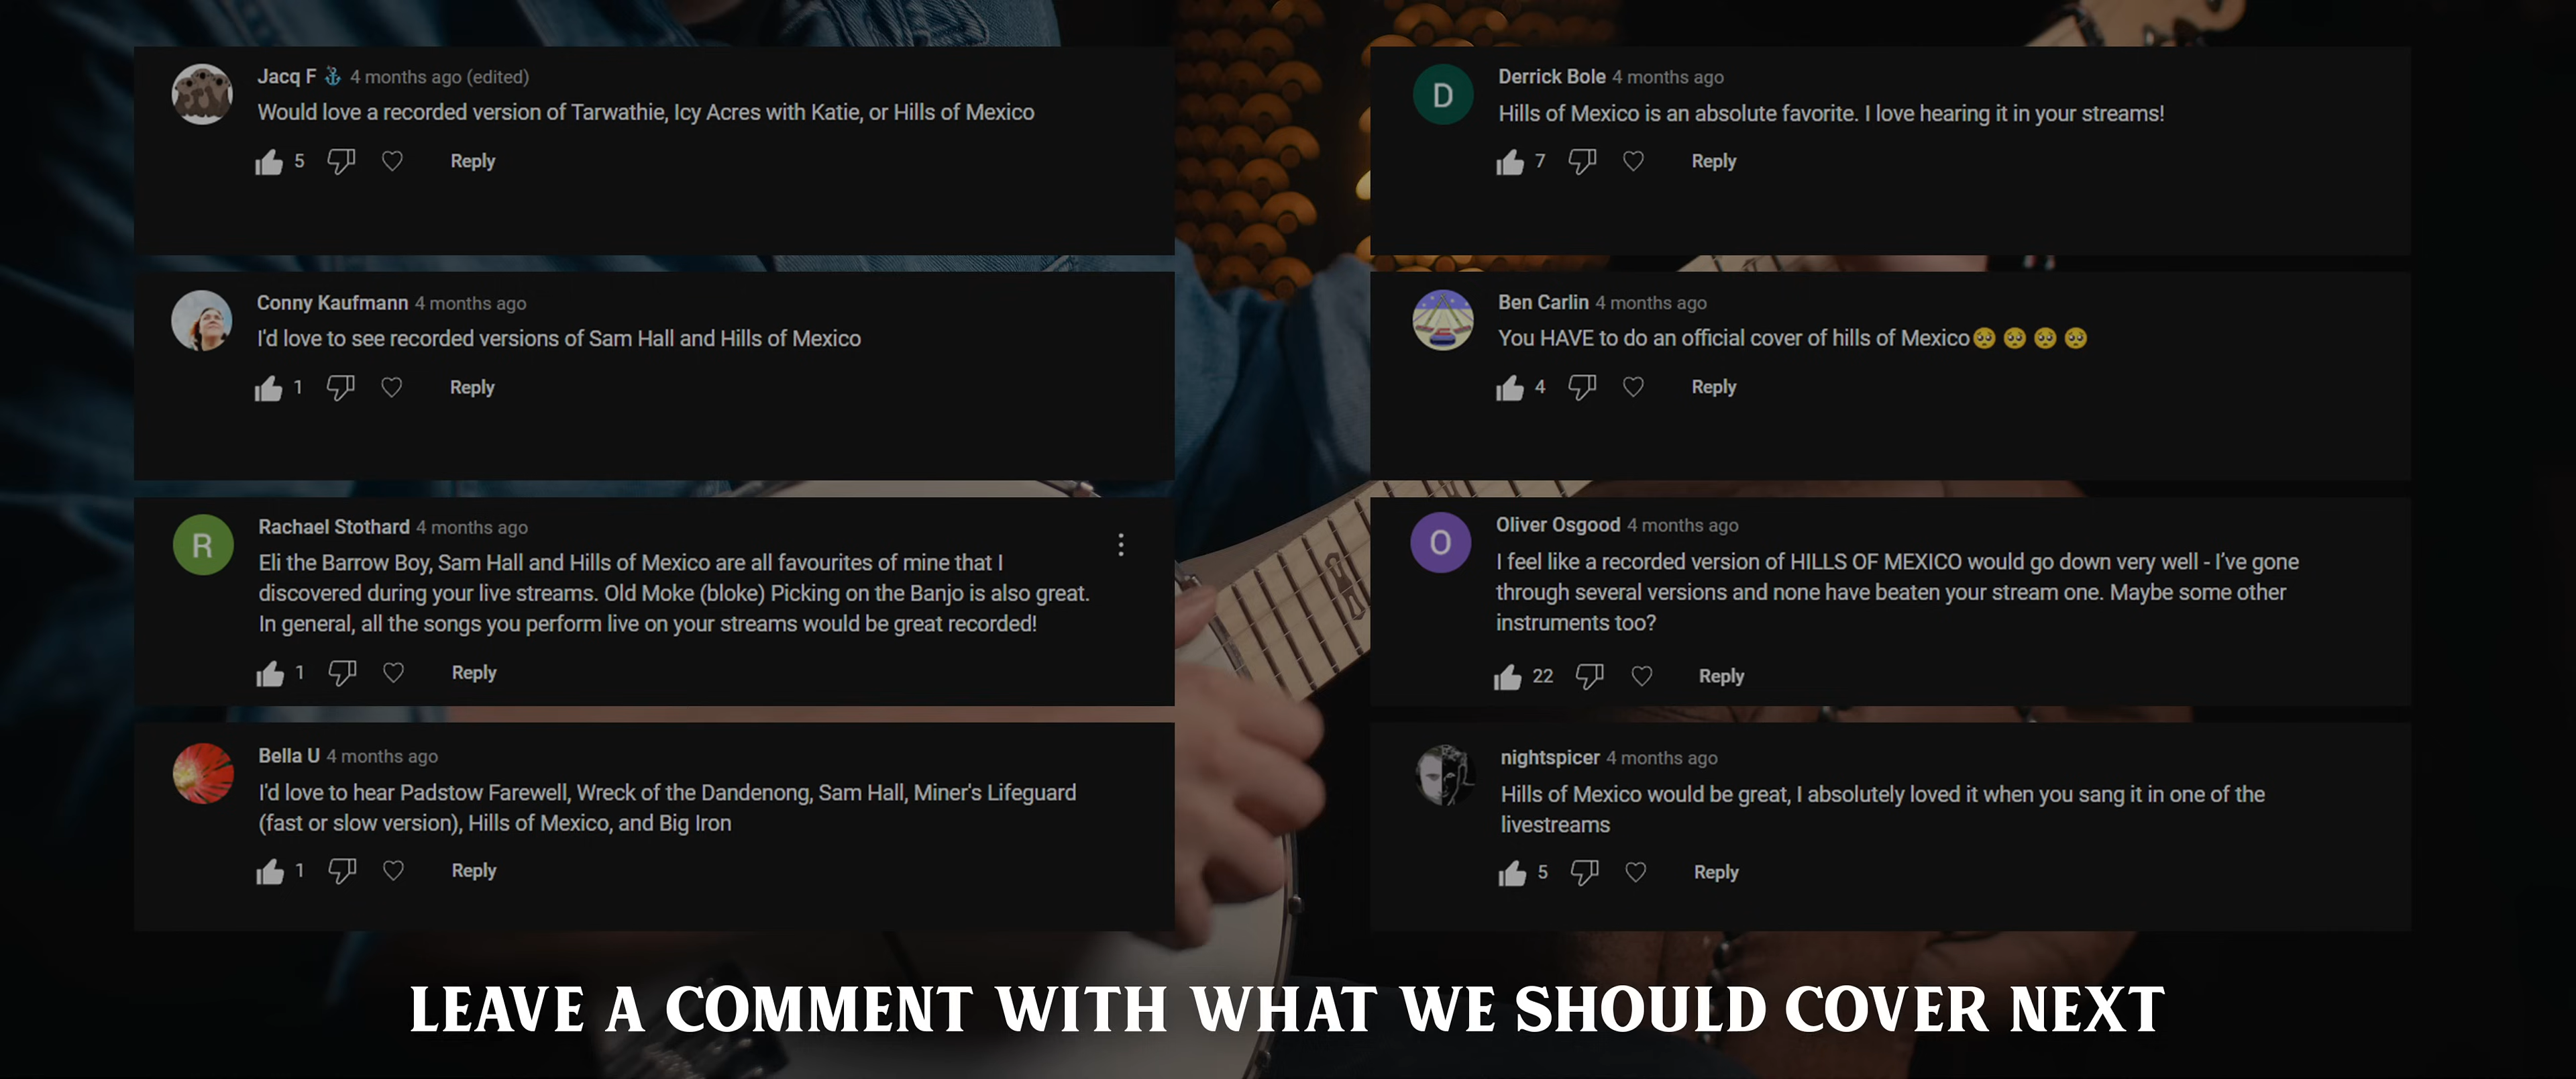 Jacq F ⚓ 4 months ago (edited)
Would love a recorded version of Tarwathie, Icy Acres with Katie, or Hills of Mexico
5 Reply
Conny Kaufmann 4 months ago
I'd love to see recorded versions of Sam Hall and Hills of Mexico
1 Reply
R
Rachael Stothard 4 months ago
Eli the Barrow Boy, Sam Hall and Hills of Mexico are all favourites of mine that I
discovered during your live streams. Old Moke (bloke) Picking on the Banjo is also great.
In general, all the songs you perform live on your streams would be great recorded!
1 Reply
Bella U 4 months ago
I'd love to hear Padstow Farewell, Wreck of the Dandenong, Sam Hall, Miner's Lifeguard
(fast or slow version), Hills of Mexico, and Big Iron
1 Reply
D
Derrick Bole 4 months ago
Hills of Mexico is an absolute favorite. I love hearing it in your streams!
7 Reply
Ben Carlin 4 months ago
You HAVE to do an official cover of hills of Mexico🥺🥺🥺🥺
4 Reply
O
Oliver Osgood 4 months ago
I feel like a recorded version of HILLS OF MEXICO would go down very well - I've gone
through several versions and none have beaten your stream one. Maybe some other
instruments too?
22 Reply
nightspicer 4 months ago
Hills of Mexico would be great, I absolutely loved it when you sang it in one of the
livestreams
5 Reply
LEAVE A COMMENT WITH WHAT WE SHOULD COVER NEXT